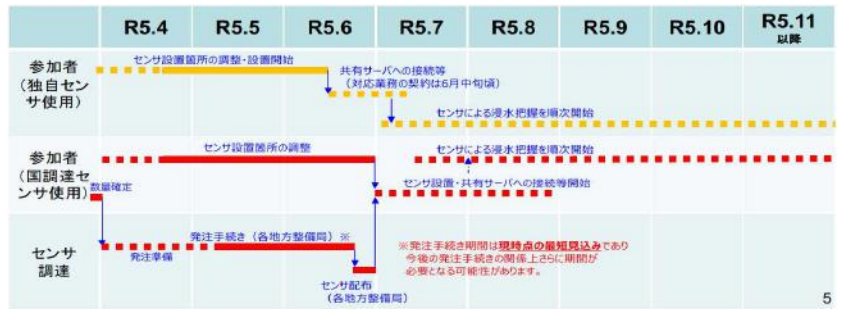 R5.4 R5.5 R5.6 R5.7 R5.8 R5.9 R5.10 R5.11
以降
参加者
(独自セン
サ使用)
センサ設置箇所の調整・設置開始
共有サーバへの接続等
(対応業務の契約は6月中旬頃)
センサによる浸水把握を順次開始
参加者
(国調達セ
ンサ使用)
数量確定
センサ設置箇所の調整
センサによる浸水把握を順次開始
センサ設置・共有サーバへの接続等開始
センサ
調達
発注準備
発注手続き(各地方整備局)※
センサ配布
(各地方整備局)
※発注手続き期間は現時点の最短見込みであり
今後の発注手続きの関係上さらに期間が
必要となる可能性があります。
5